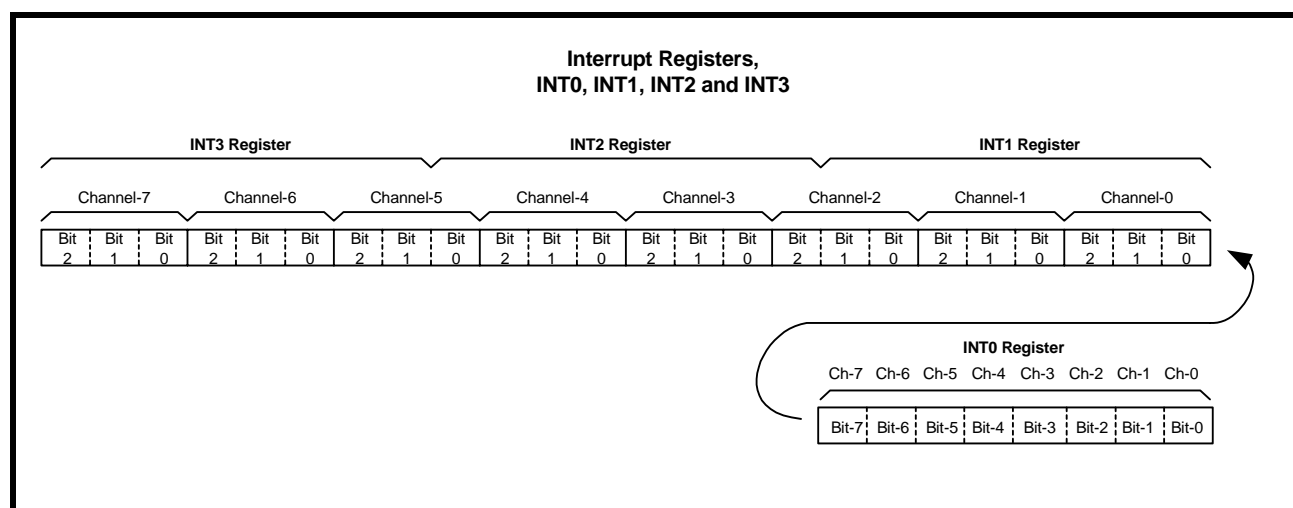 Interrupt Registers,
INT0, INT1, INT2 and INT3
INT3 Register INT2 Register INT1 Register
Channel-7 Channel-6 Channel-5 Channel-4 Channel-3 Channel-2 Channel-1 Channel-0
Bit Bit Bit Bit Bit Bit Bit Bit Bit Bit Bit Bit Bit Bit Bit Bit Bit Bit Bit Bit Bit Bit Bit Bit
2 1 0 2 1 0 2 1 0 2 1 0 2 1 0 2 1 0 2 1 0 2 1 0
INT0 Register
Ch-7 Ch-6 Ch-5 Ch-4 Ch-3 Ch-2 Ch-1 Ch-0
Bit-7 Bit-6 Bit-5 Bit-4 Bit-3 Bit-2 Bit-1 Bit-0